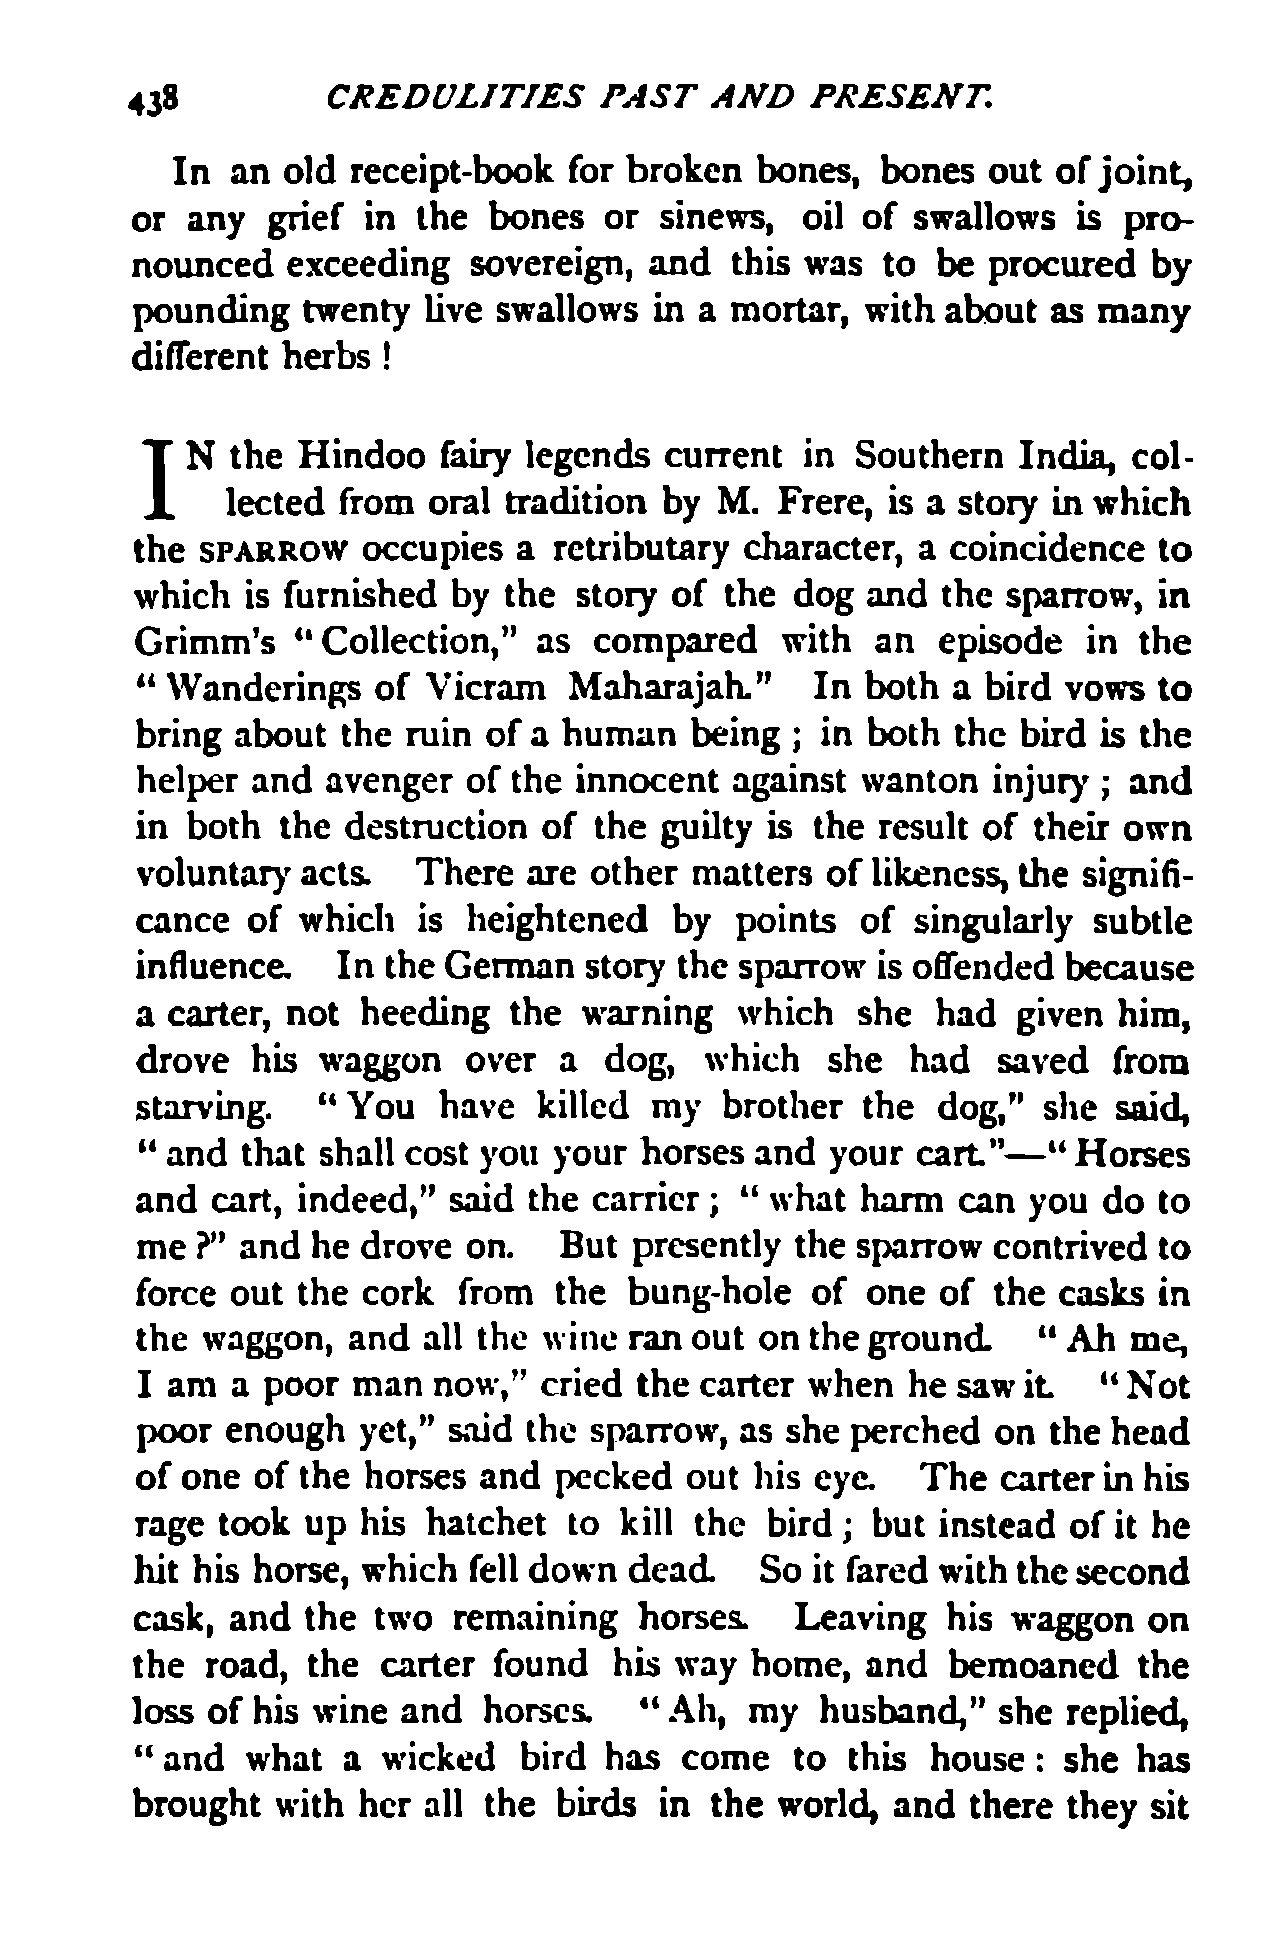 438 CREDULITIES PAST AND PRESENT.
In an old receipt-book for broken bones, bones out of joint,
or any grief in the bones or sinews, oil of swallows is pro-
nounced exceeding sovereign, and this was to be procured by
pounding twenty live swallows in a mortar, with about as many
different herbs !
IN the Hindoo fairy legends current in Southern India, col-
lected from oral tradition by M. Frere, is a story in which
the SPARROW occupies a retributary character, a coincidence to
which is furnished by the story of the dog and the sparrow, in
Grimm's “ Collection,” as compared with an episode in the
“ Wanderings of Vicram Maharajah.” In both a bird vows to
bring about the ruin of a human being ; in both the bird is the
helper and avenger of the innocent against wanton injury ; and
in both the destruction of the guilty is the result of their own
voluntary acts. There are other matters of likeness, the signifi-
cance of which is heightened by points of singularly subtle
influence. In the German story the sparrow is offended because
a carter, not heeding the warning which she had given him,
drove his waggon over a dog, which she had saved from
starving. “ You have killed my brother the dog,” she said,
“ and that shall cost you your horses and your cart.”—“ Horses
and cart, indeed,” said the carrier ; “ what harm can you do to
me ?” and he drove on. But presently the sparrow contrived to
force out the cork from the bung-hole of one of the casks in
the waggon, and all the wine ran out on the ground. “ Ah me,
I am a poor man now,” cried the carter when he saw it. “ Not
poor enough yet,” said the sparrow, as she perched on the head
of one of the horses and pecked out his eye. The carter in his
rage took up his hatchet to kill the bird ; but instead of it he
hit his horse, which fell down dead. So it fared with the second
cask, and the two remaining horses. Leaving his waggon on
the road, the carter found his way home, and bemoaned the
loss of his wine and horses. “ Ah, my husband,” she replied,
“ and what a wicked bird has come to this house : she has
brought with her all the birds in the world, and there they sit